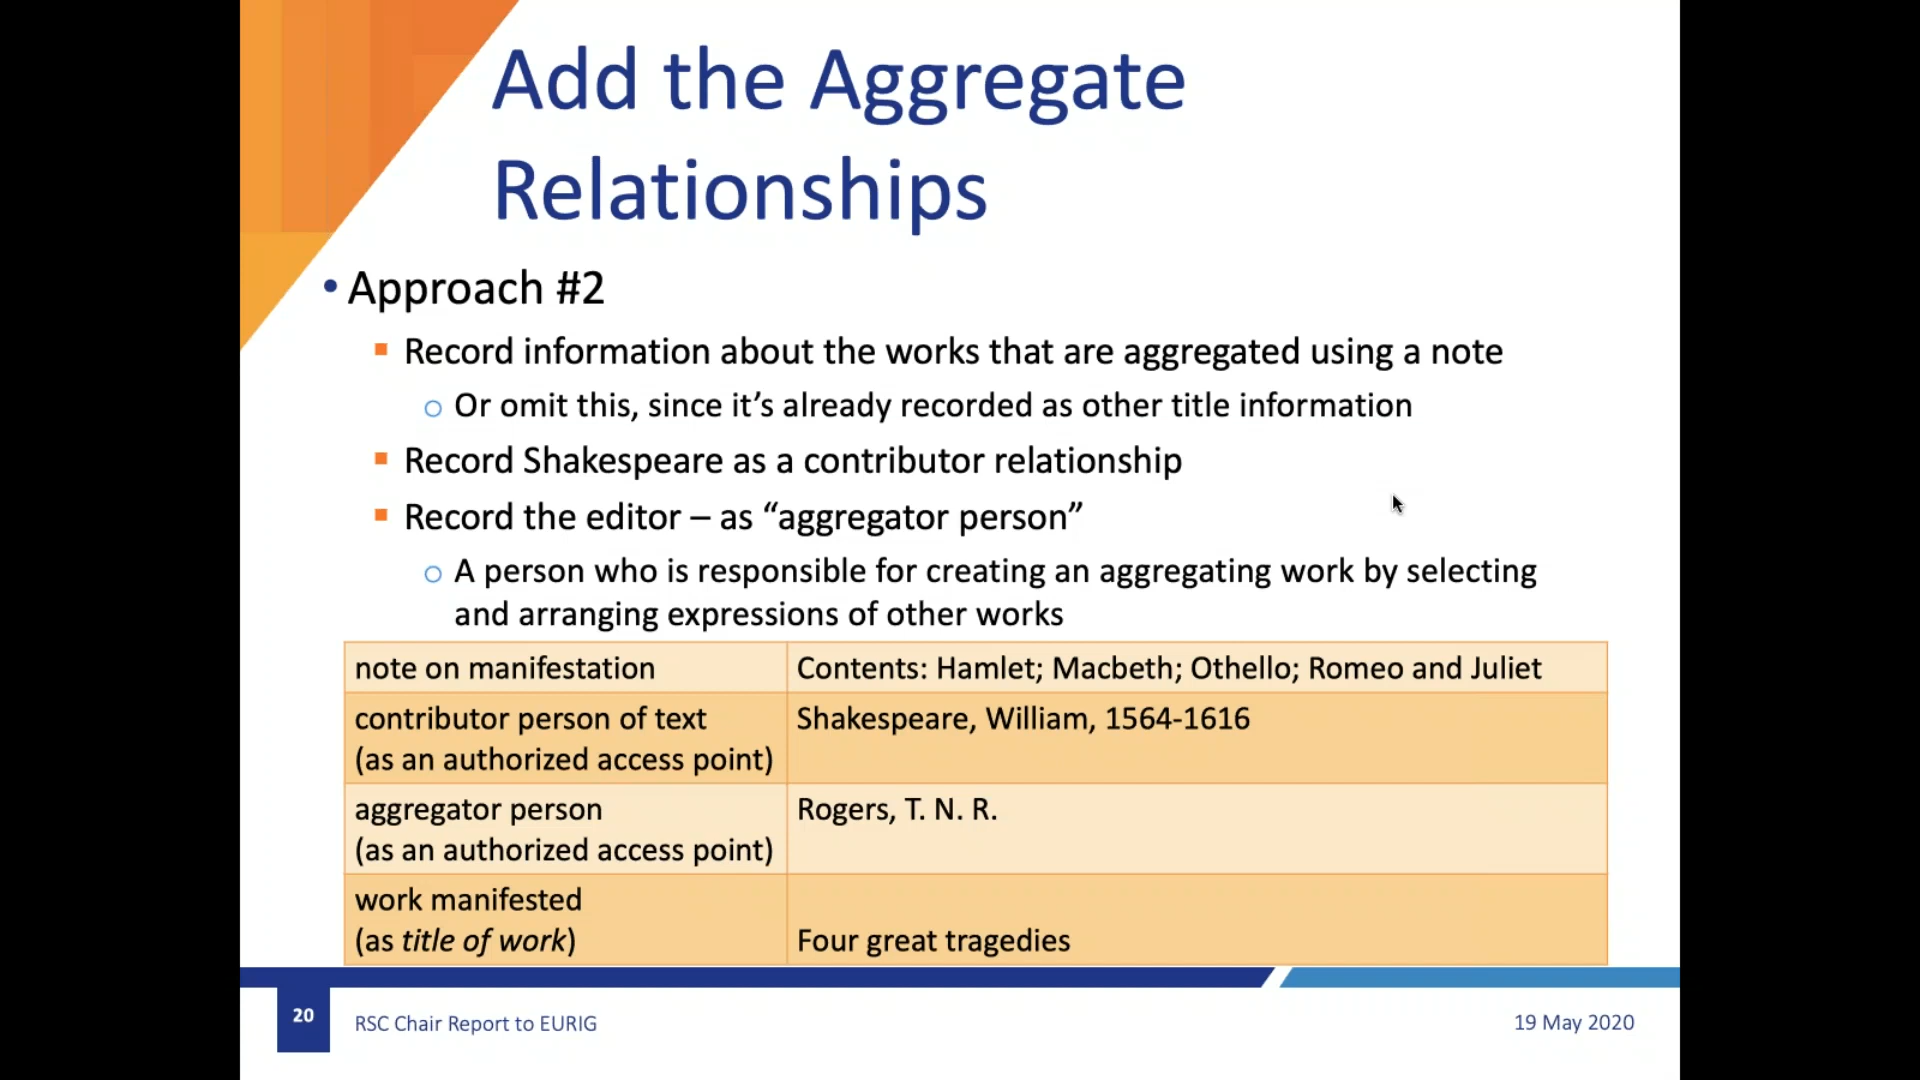 Add the Aggregate
Relationships
• Approach #2
▪ Record information about the works that are aggregated using a note
o Or omit this, since it’s already recorded as other title information
▪ Record Shakespeare as a contributor relationship
▪ Record the editor – as “aggregator person”
o A person who is responsible for creating an aggregating work by selecting
and arranging expressions of other works
note on manifestation Contents: Hamlet; Macbeth; Othello; Romeo and Juliet
contributor person of text Shakespeare, William, 1564-1616
(as an authorized access point)
aggregator person Rogers, T. N. R.
(as an authorized access point)
work manifested
(as title of work) Four great tragedies
20 RSC Chair Report to EURIG 19 May 2020